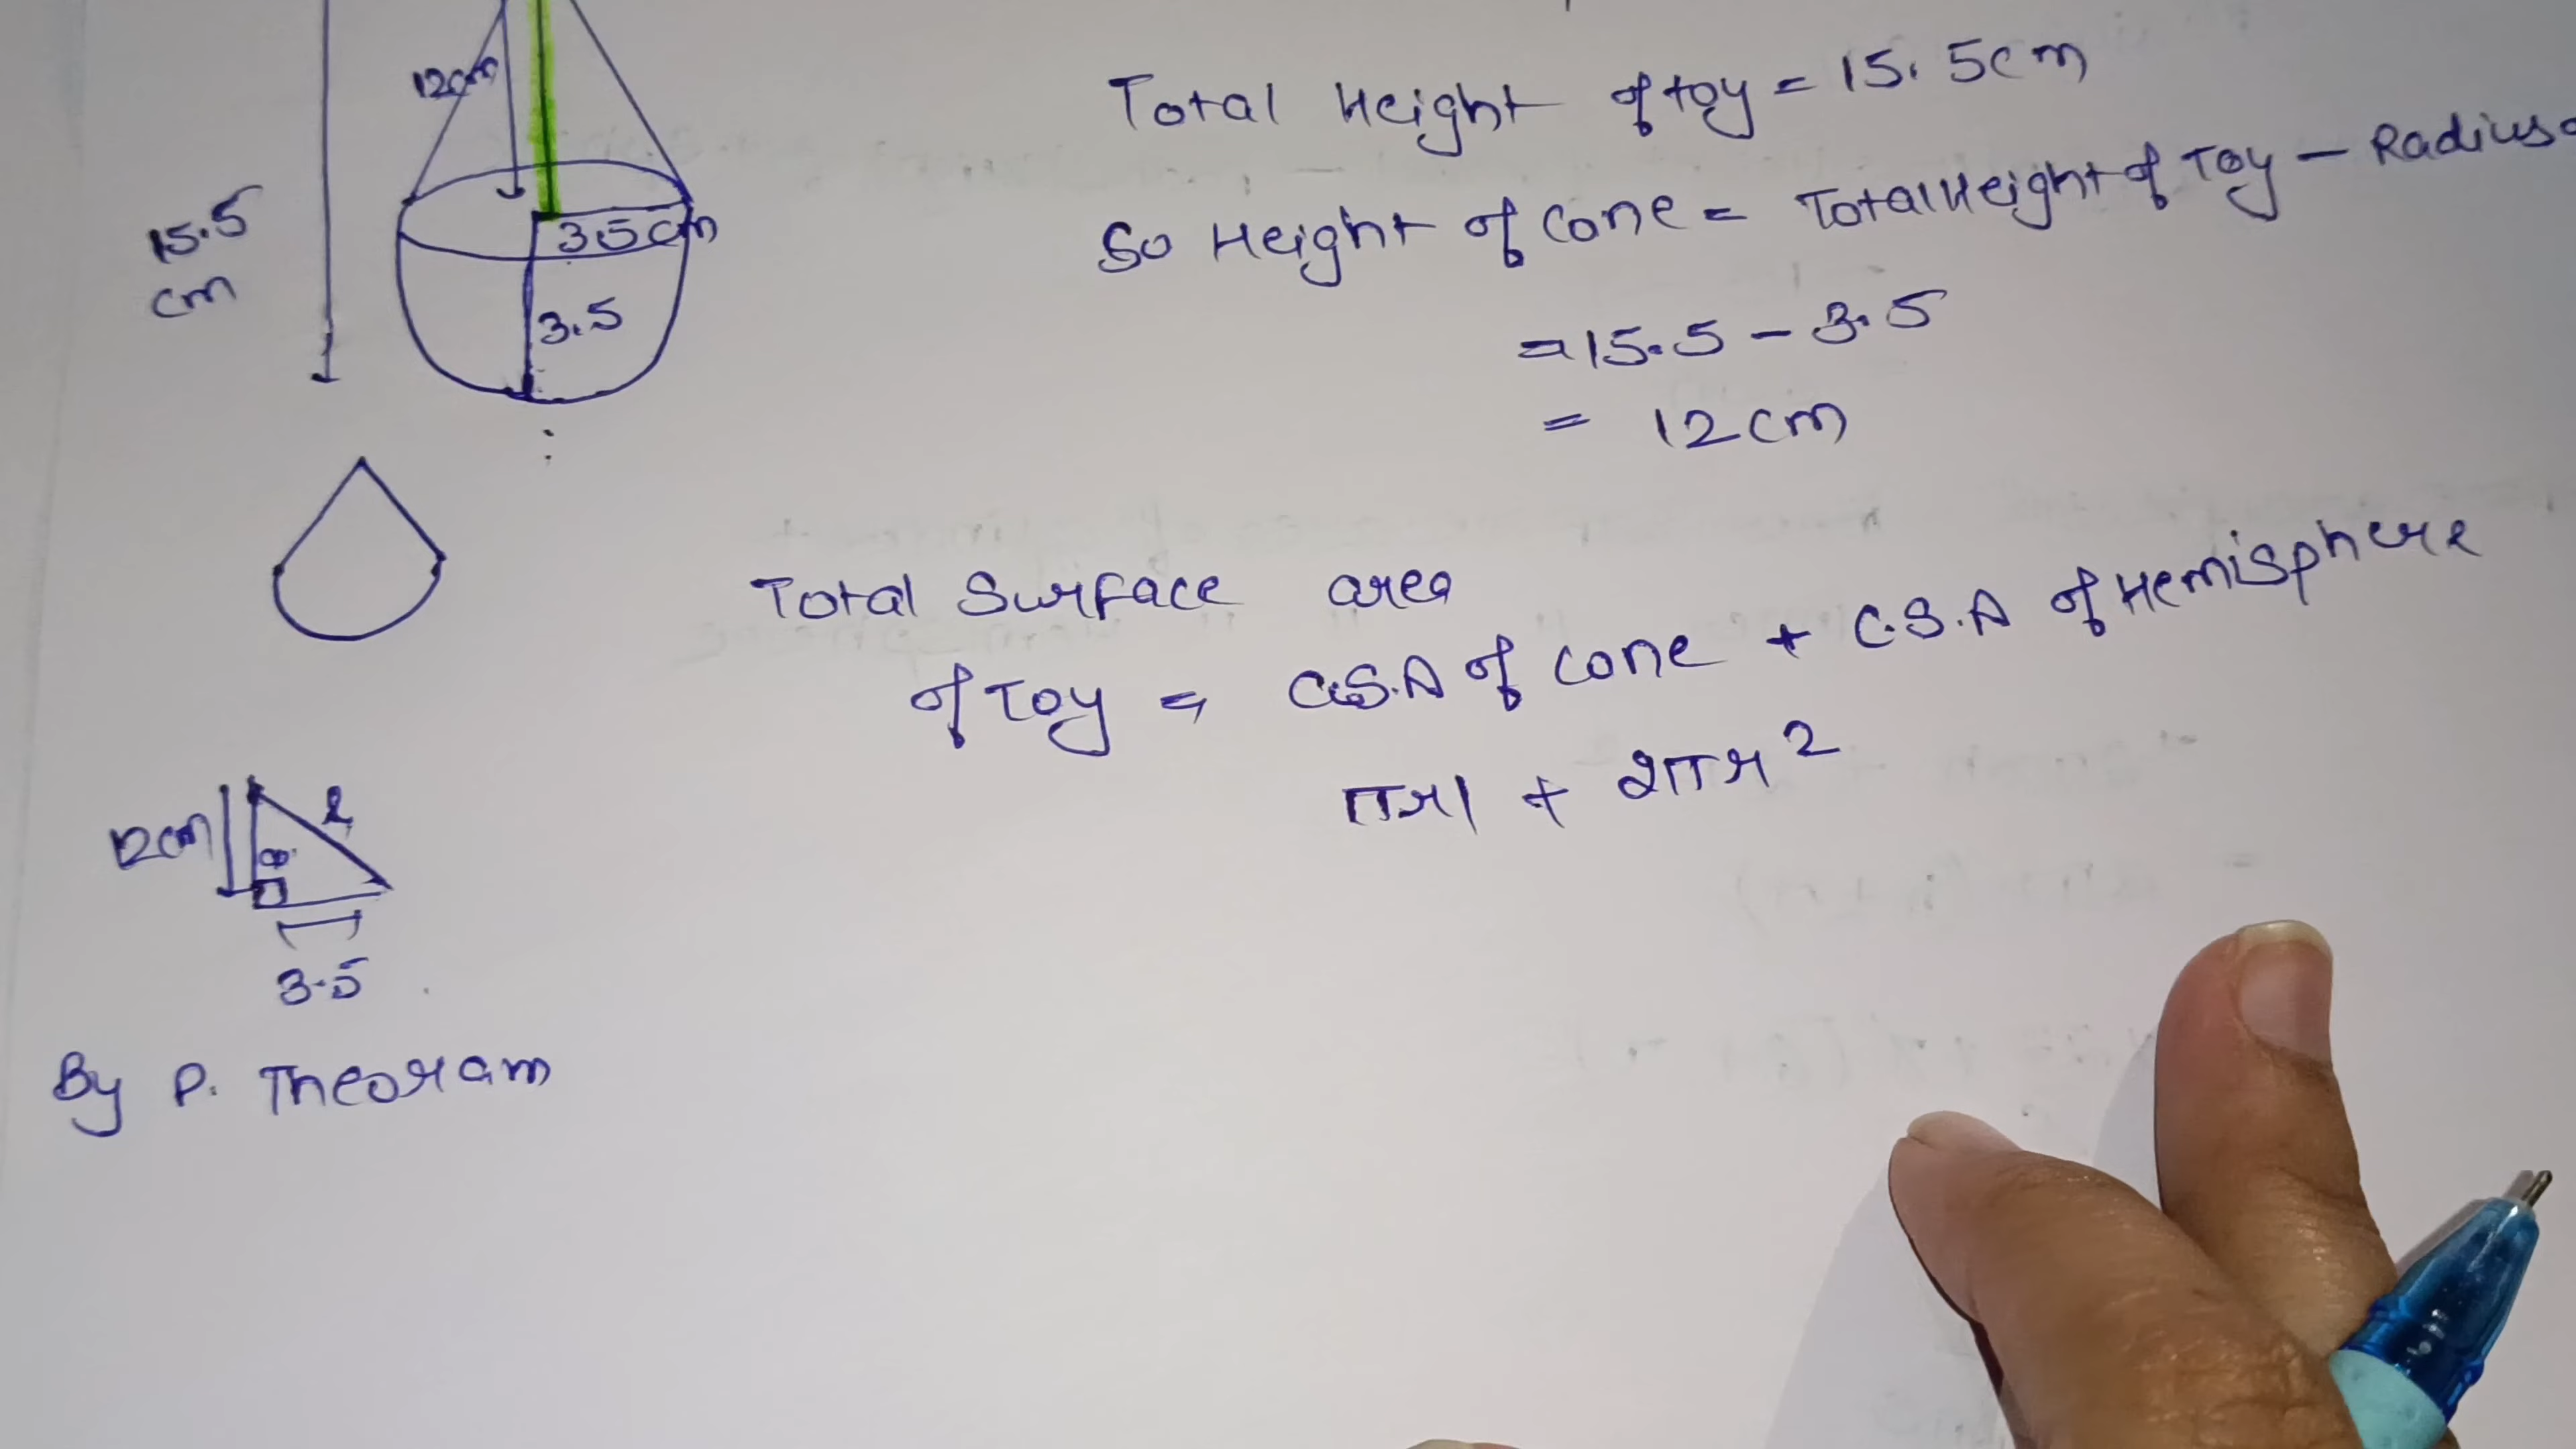 12cm
Total Height of toy = 15.5cm
15.5
cm
3.5cm
So Height of Cone = Total Height of Toy - Radius
3.5
= 15.5 - 3.5
= 12cm
Total Surface area
of Toy = C.S.A of cone + C.S.A of Hemisphere
πrl + 2πr²
12cm
l
3.5
By P. Theoram